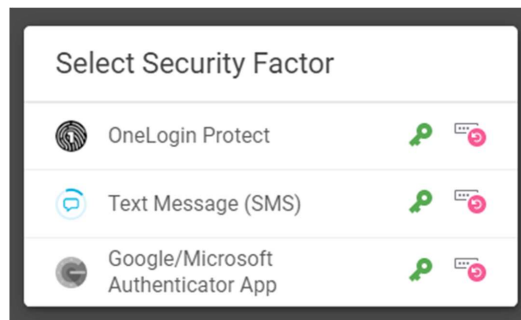 Select Security Factor
OneLogin Protect
Text Message (SMS)
Google/Microsoft
Authenticator App